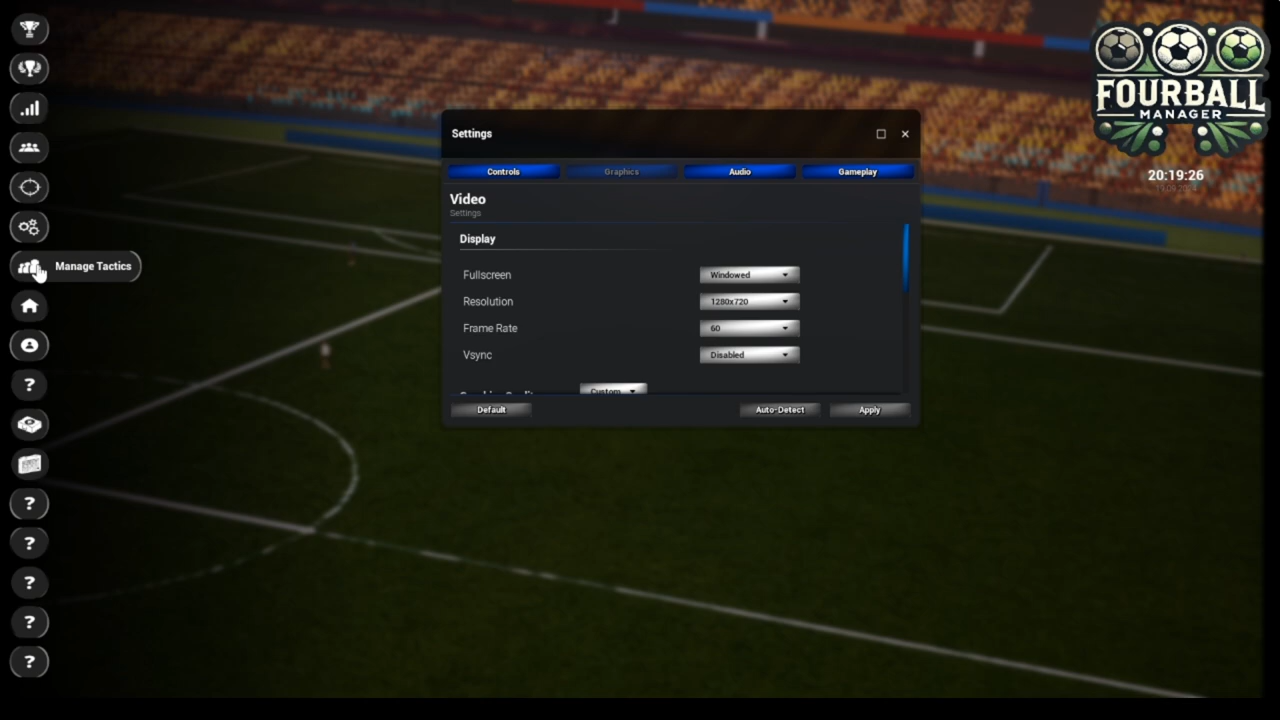 FOURBALL
MANAGER
20:19:26
Settings
Controls
Graphics
Audio
Gameplay
Video
Settings
Display
Fullscreen
Windowed
Resolution
1280x720
Frame Rate
60
Vsync
Disabled
Custom
Default
Auto-Detect
Apply
Manage Tactics
?
?
?
?
?
?